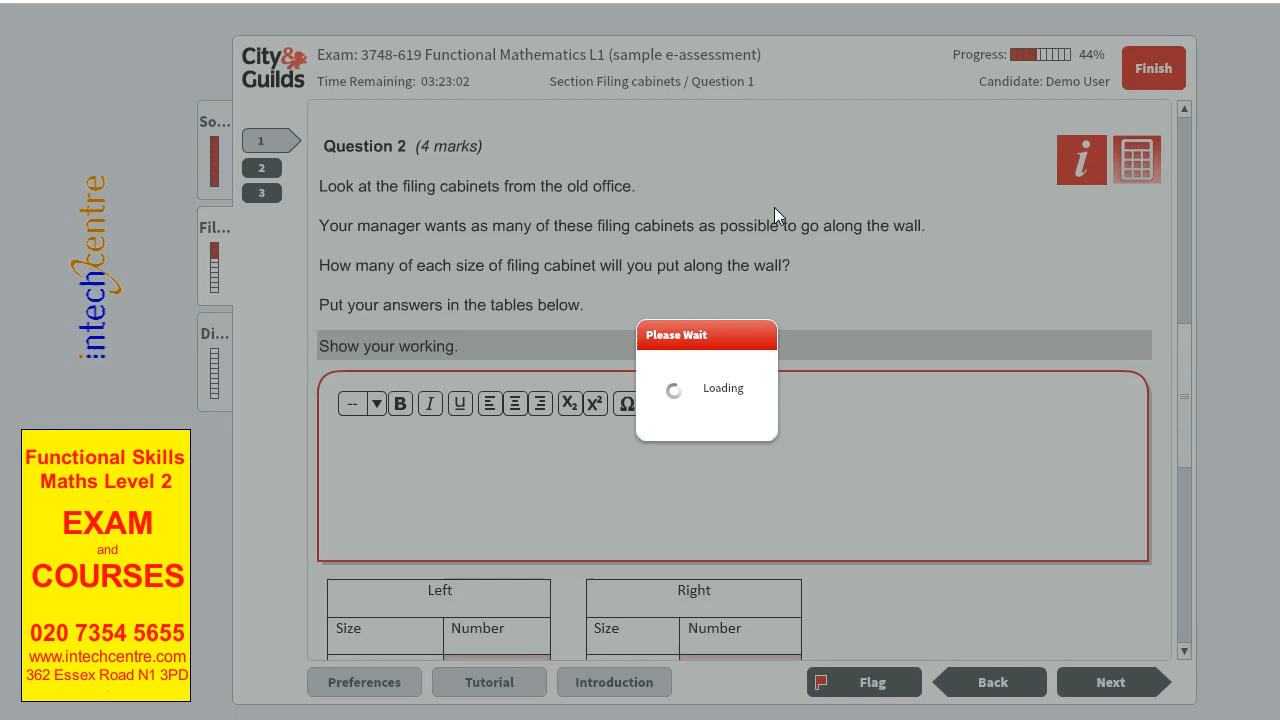 City&
Guilds
Exam: 3748-619 Functional Mathematics L1 (sample e-assessment)
Progress:
44%
Finish
Time Remaining: 03:23:02
Section Filing cabinets / Question 1
Candidate: Demo User
So...
Fil...
Di...
1
2
3
Question 2 (4 marks)
i
Look at the filing cabinets from the old office.
Your manager wants as many of these filing cabinets as possible to go along the wall.
How many of each size of filing cabinet will you put along the wall?
Put your answers in the tables below.
Show your working.
Please Wait
Loading
-- B I U X₂ X² Ω
Left
Right
Size
Number
Size
Number
Preferences
Tutorial
Introduction
Flag
Back
Next
intechcentre
Functional Skills
Maths Level 2
EXAM
and
COURSES
020 7354 5655
www.intechcentre.com
362 Essex Road N1 3PD